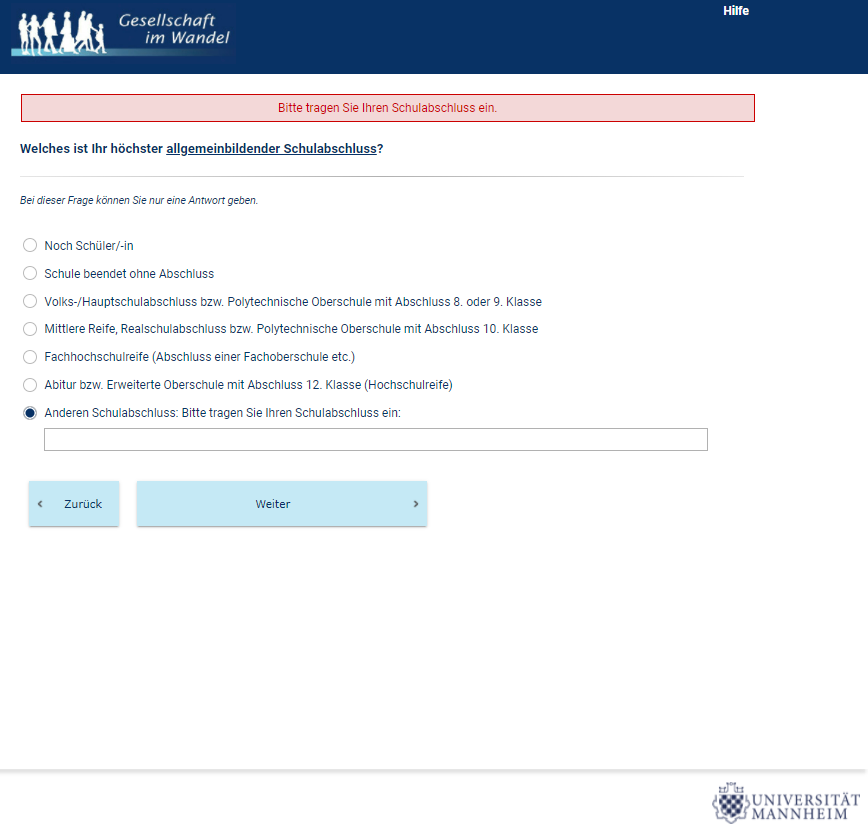 Gesellschaft
im Wandel
Hilfe
Bitte tragen Sie Ihren Schulabschluss ein.
Welches ist Ihr höchster allgemeinbildender Schulabschluss?
Bei dieser Frage können Sie nur eine Antwort geben.
Noch Schüler/-in
Schule beendet ohne Abschluss
Volks-/Hauptschulabschluss bzw. Polytechnische Oberschule mit Abschluss 8. oder 9. Klasse
Mittlere Reife, Realschulabschluss bzw. Polytechnische Oberschule mit Abschluss 10. Klasse
Fachhochschulreife (Abschluss einer Fachoberschule etc.)
Abitur bzw. Erweiterte Oberschule mit Abschluss 12. Klasse (Hochschulreife)
Anderen Schulabschluss: Bitte tragen Sie Ihren Schulabschluss ein:
Zurück
Weiter
UNIVERSITÄT
MANNHEIM